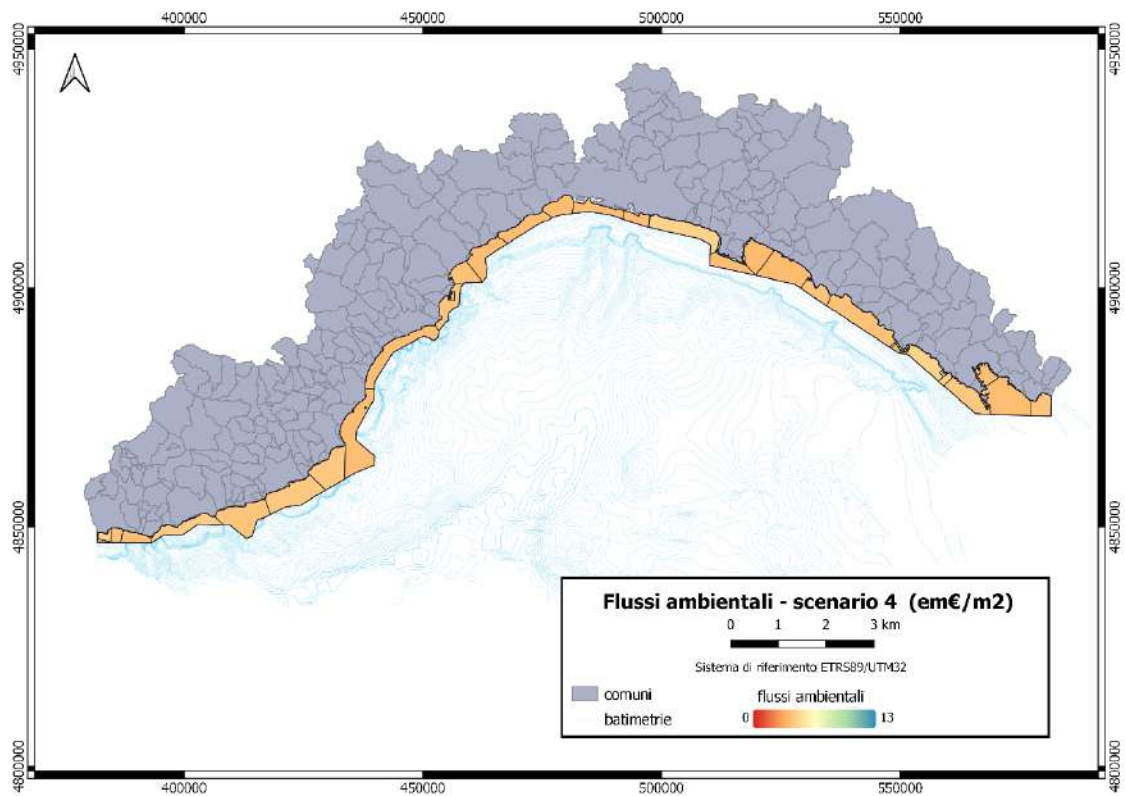 400000 450000 500000 550000
4950000 4950000
4900000 4900000
4850000 4850000
4800000 4800000
Flussi ambientali - scenario 4 (em€/m2)
0 1 2 3 km
Sistema di riferimento ETRS89/UTM32
comuni
batimetrie
flussi ambientali
0 13
400000 450000 500000 550000